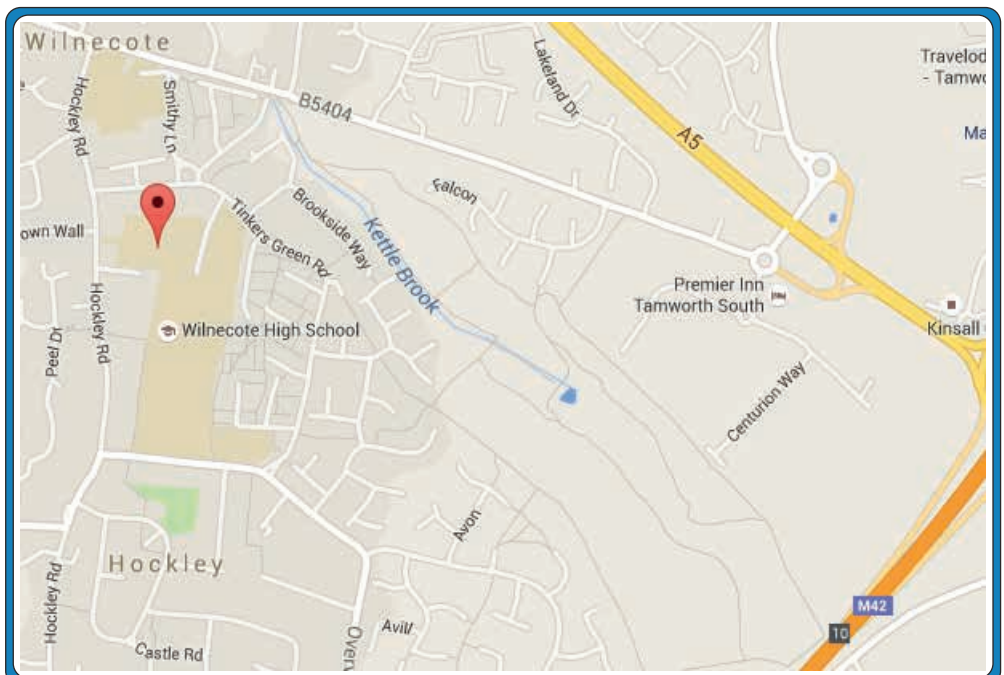 Wilnecote
Hockley Rd
Smithy Ln
B5404
Lakeland Dr
A5
Travelod
- Tamwo
Ma
Falcon
own Wall
Tinkers Green Rd
Brookside Way
Kettle Brook
Premier Inn
Tamworth South
Kinsall
Peel Dr
Hockley Rd
Wilnecote High School
Centurion Way
Avon
Hockley
Hockley Rd
Castle Rd
Avill
Over
M42
10